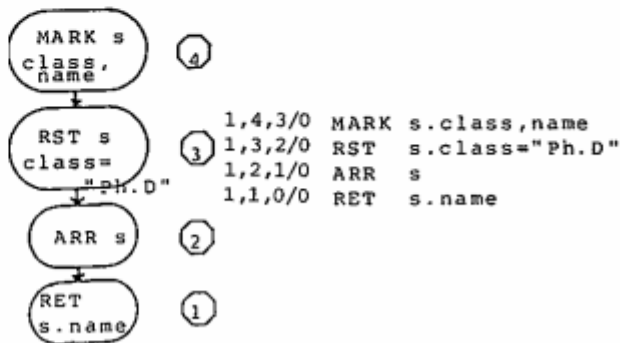 MARK s
class,
name
4
RST s
class=
"Ph.D"
3
ARR s
2
RET
s.name
1
1,4,3/0 MARK s.class,name
1,3,2/0 RST s.class="Ph.D"
1,2,1/0 ARR s
1,1,0/0 RET s.name